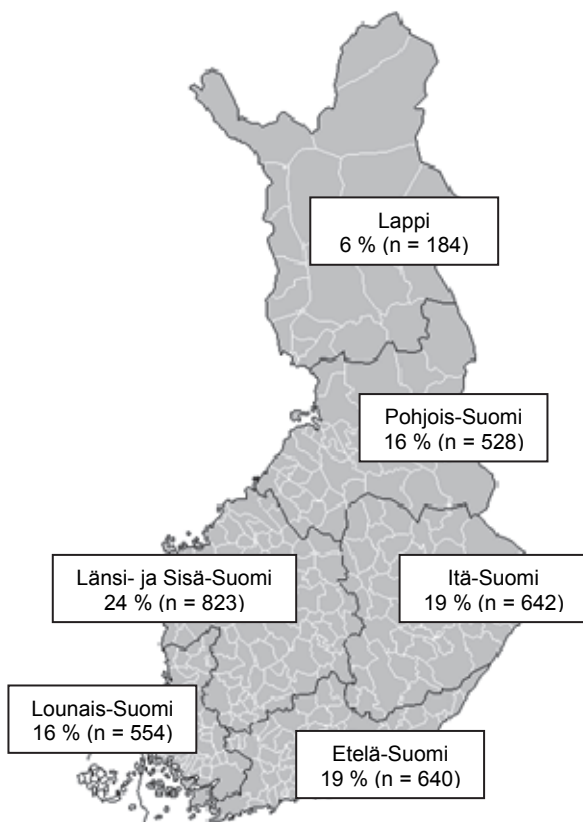 Lappi
6 % (n = 184)
Pohjois-Suomi
16 % (n = 528)
Länsi- ja Sisä-Suomi
24 % (n = 823)
Itä-Suomi
19 % (n = 642)
Lounais-Suomi
16 % (n = 554)
Etelä-Suomi
19 % (n = 640)